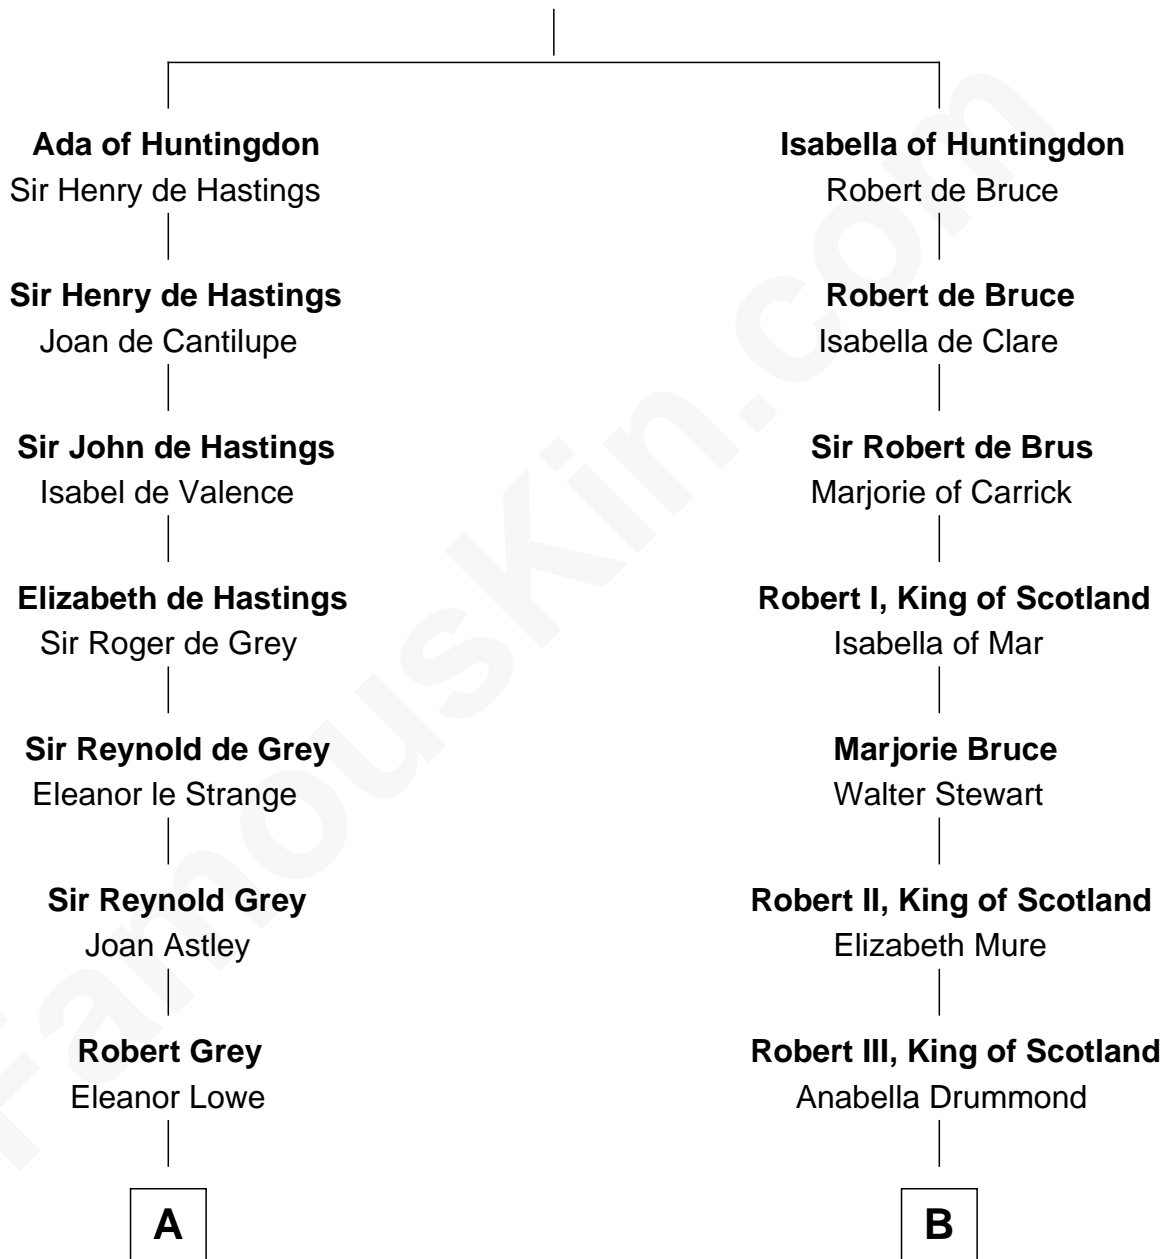 Ada of Huntingdon
Sir Henry de Hastings
Sir Henry de Hastings
Joan de Cantilupe
Sir John de Hastings
Isabel de Valence
Elizabeth de Hastings
Sir Roger de Grey
Sir Reynold de Grey
Eleanor le Strange
Sir Reynold Grey
Joan Astley
Robert Grey
Eleanor Lowe
A
Isabella of Huntingdon
Robert de Bruce
Robert de Bruce
Isabella de Clare
Sir Robert de Brus
Marjorie of Carrick
Robert I, King of Scotland
Isabella of Mar
Marjorie Bruce
Walter Stewart
Robert II, King of Scotland
Elizabeth Mure
Robert III, King of Scotland
Anabella Drummond
B
FamousKin.com